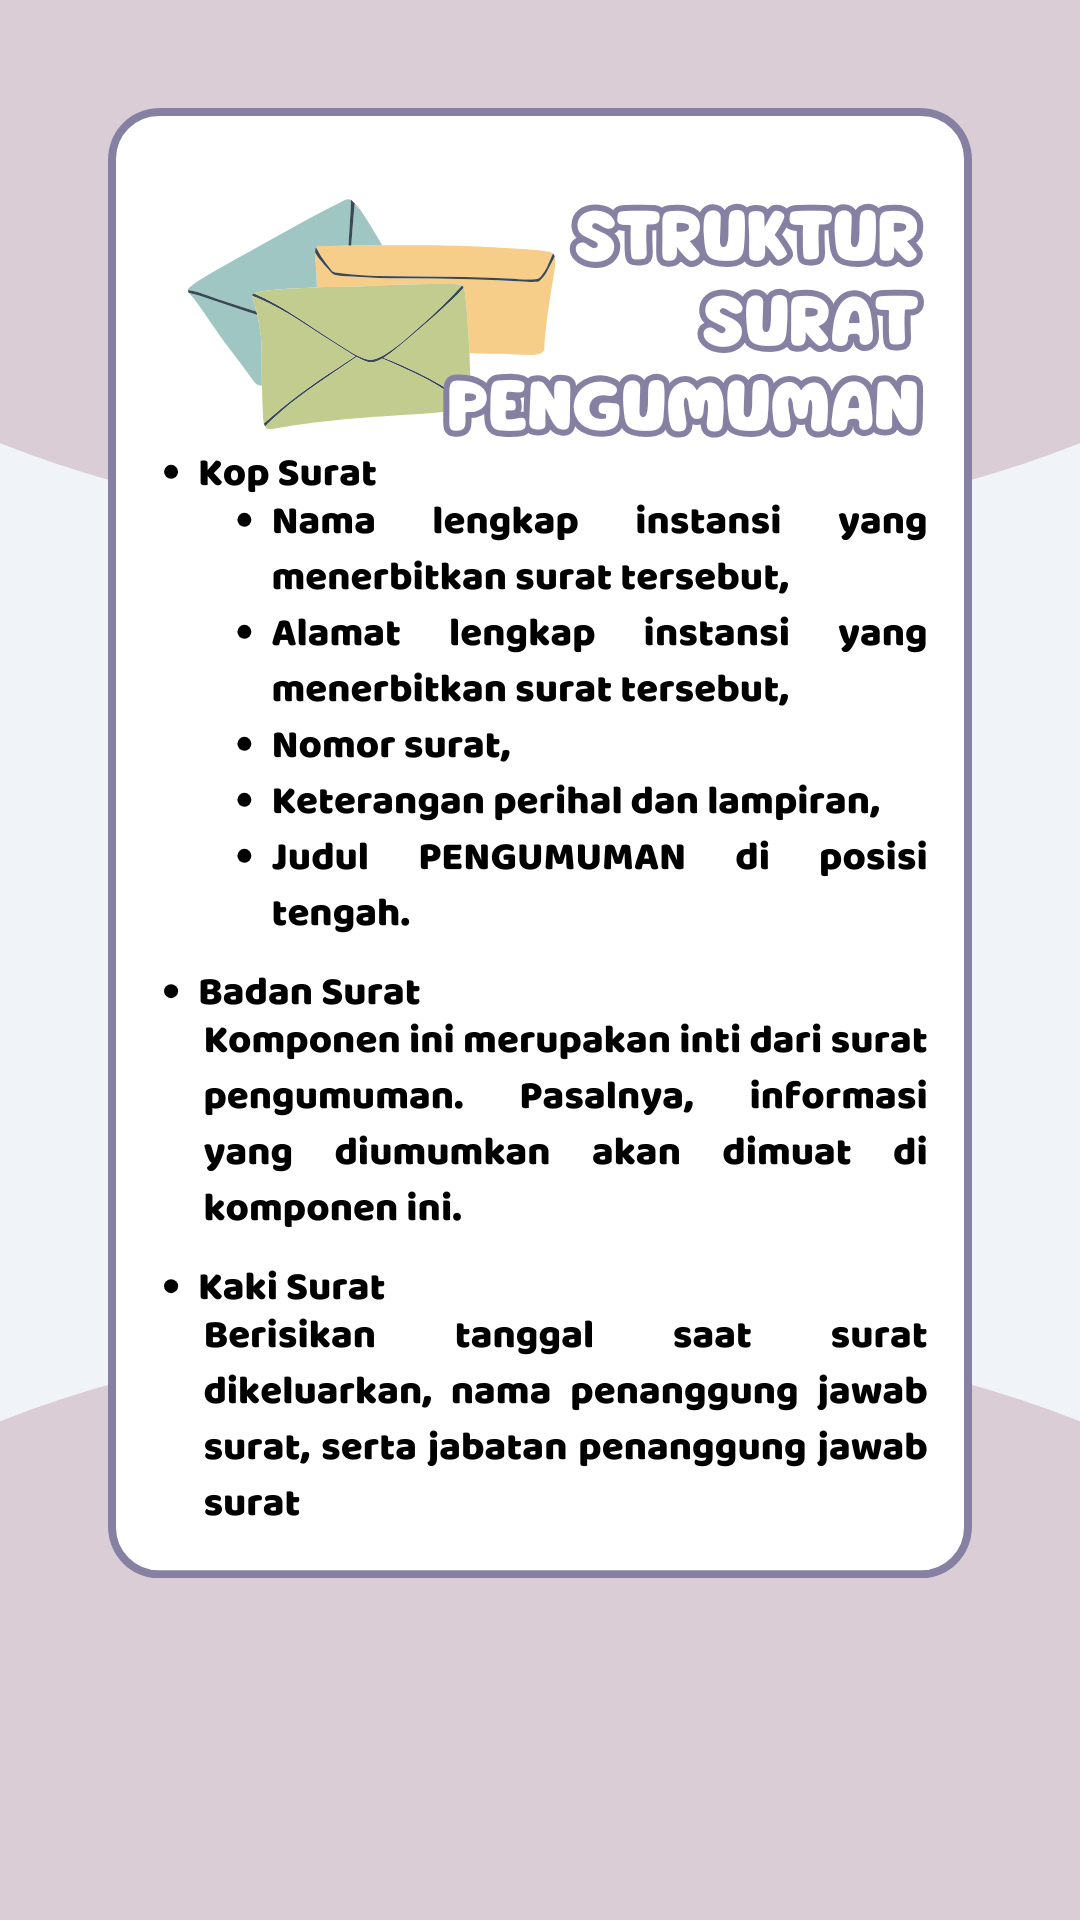 STRUKTUR
SURAT
PENGUMUMAN
• Kop Surat
• Nama lengkap instansi yang
menerbitkan surat tersebut,
• Alamat lengkap instansi yang
menerbitkan surat tersebut,
• Nomor surat,
• Keterangan perihal dan lampiran,
• Judul PENGUMUMAN di posisi
tengah.
• Badan Surat
Komponen ini merupakan inti dari surat
pengumuman. Pasalnya, informasi
yang diumumkan akan dimuat di
komponen ini.
• Kaki Surat
Berisikan tanggal saat surat
dikeluarkan, nama penanggung jawab
surat, serta jabatan penanggung jawab
surat